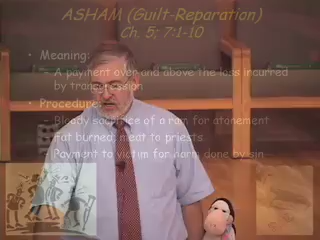 ASHAM (Guilt-Reparation)
Ch. 5; 7:1-10
• Meaning:
– A payment over and above the loss incurred
by transgression
• Procedure:
– Bloody sacrifice of a ram for atonement
– Fat burned; meat to priests
– Payment to victim for harm done by sin